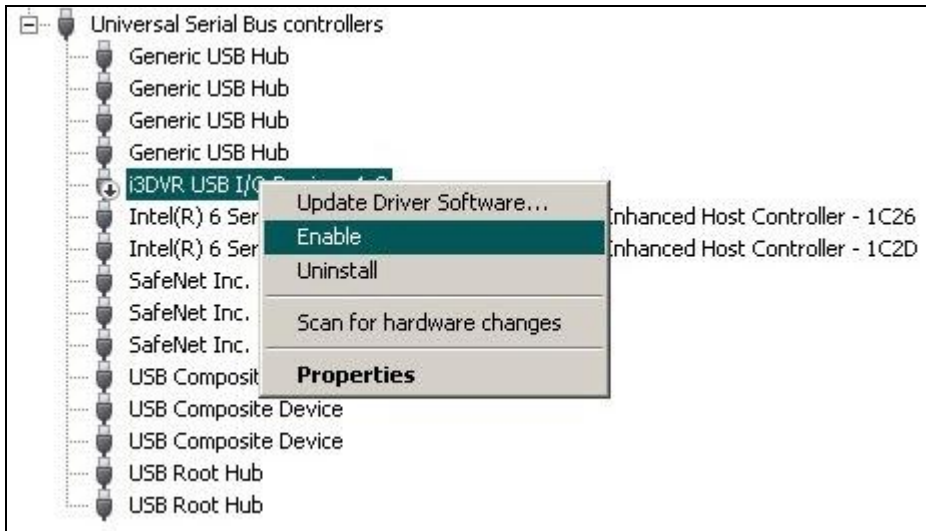 Universal Serial Bus controllers
Generic USB Hub
Generic USB Hub
Generic USB Hub
Generic USB Hub
i3DVR USB I/O
Update Driver Software...
Intel(R) 6 Ser
Enhanced Host Controller - 1C26
Enable
Intel(R) 6 Ser
Enhanced Host Controller - 1C2D
Uninstall
SafeNet Inc.
SafeNet Inc.
Scan for hardware changes
SafeNet Inc.
USB Composit
Properties
USB Composite Device
USB Composite Device
USB Root Hub
USB Root Hub